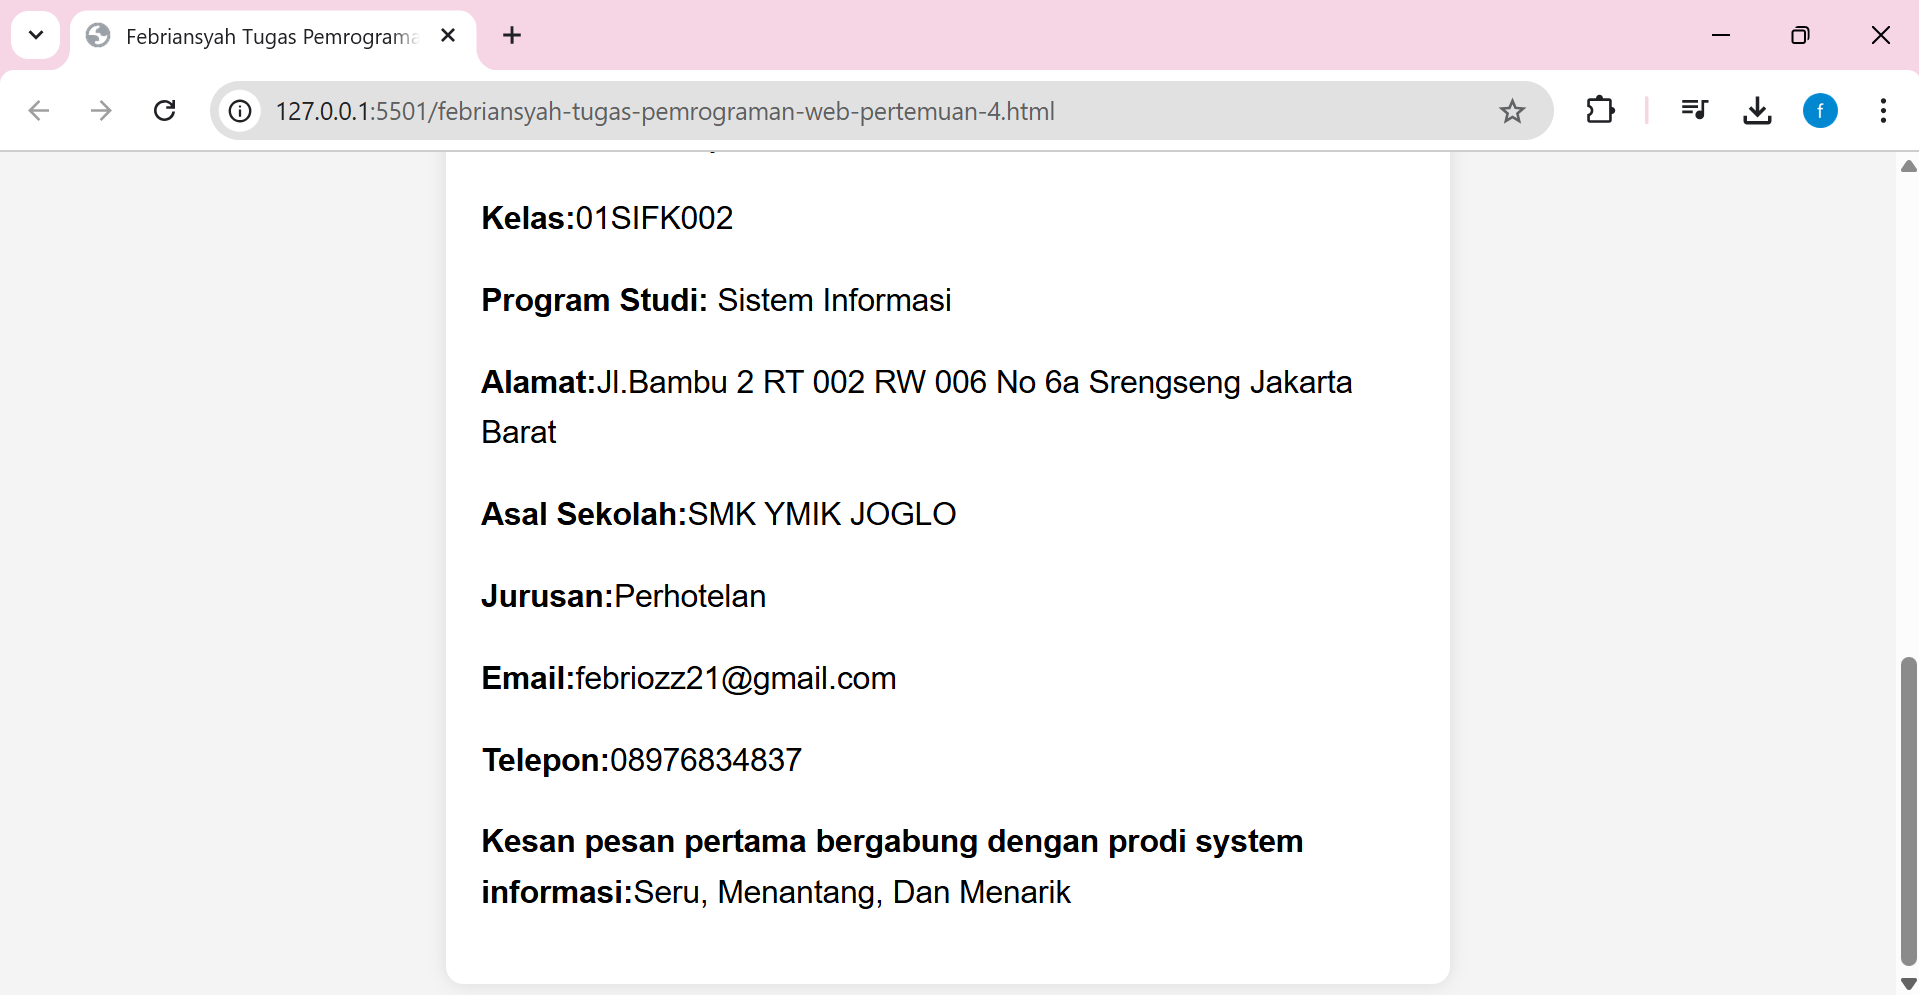 Febriansyah Tugas Pemrograma
127.0.0.1:5501/febriansyah-tugas-pemrograman-web-pertemuan-4.html
f
Kelas:01SIFK002
Program Studi: Sistem Informasi
Alamat:Jl.Bambu 2 RT 002 RW 006 No 6a Srengseng Jakarta
Barat
Asal Sekolah:SMK YMIK JOGLO
Jurusan:Perhotelan
Email:febriozz21@gmail.com
Telepon:08976834837
Kesan pesan pertama bergabung dengan prodi system
informasi:Seru, Menantang, Dan Menarik